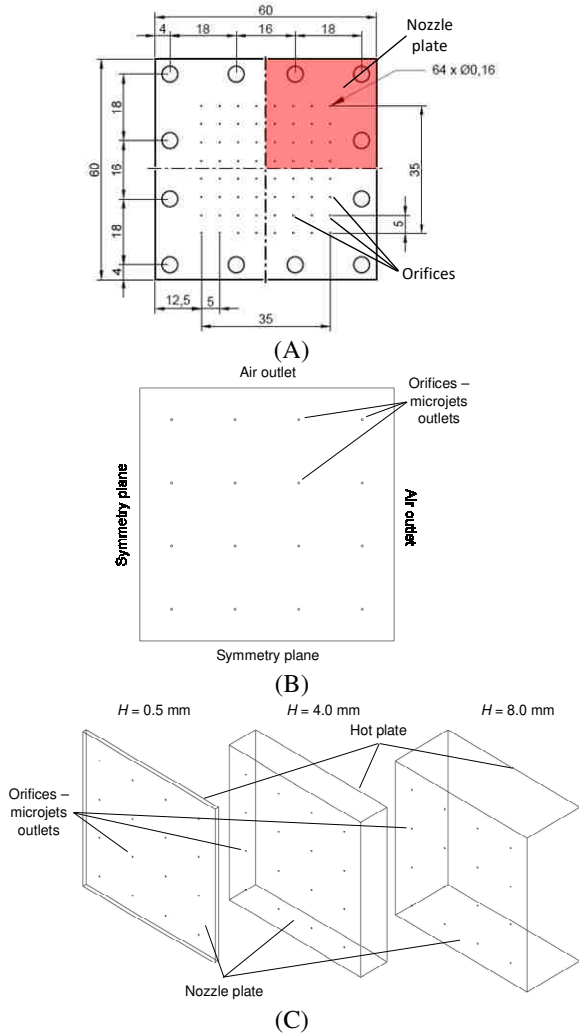 60
4
18
16
18
Nozzle
plate
64 x Ø0,16
18
60
16
18
4
35
5
Orifices
12,5
5
35
(A)
Air outlet
Orifices –
microjets
outlets
Symmetry plane
Air outlet
Symmetry plane
(B)
H = 0.5 mm
H = 4.0 mm
H = 8.0 mm
Hot plate
Orifices –
microjets
outlets
Nozzle plate
(C)